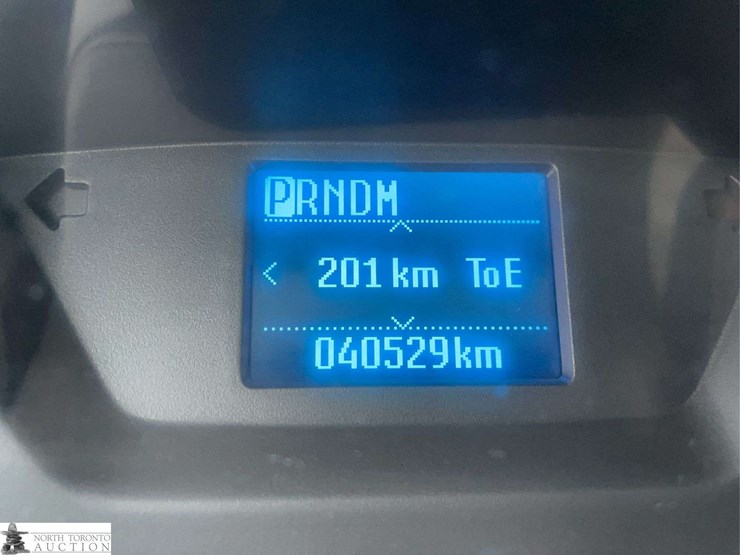 PRNDM
< 201 km ToE
040529km
NORTH TORONTO
AUCTION